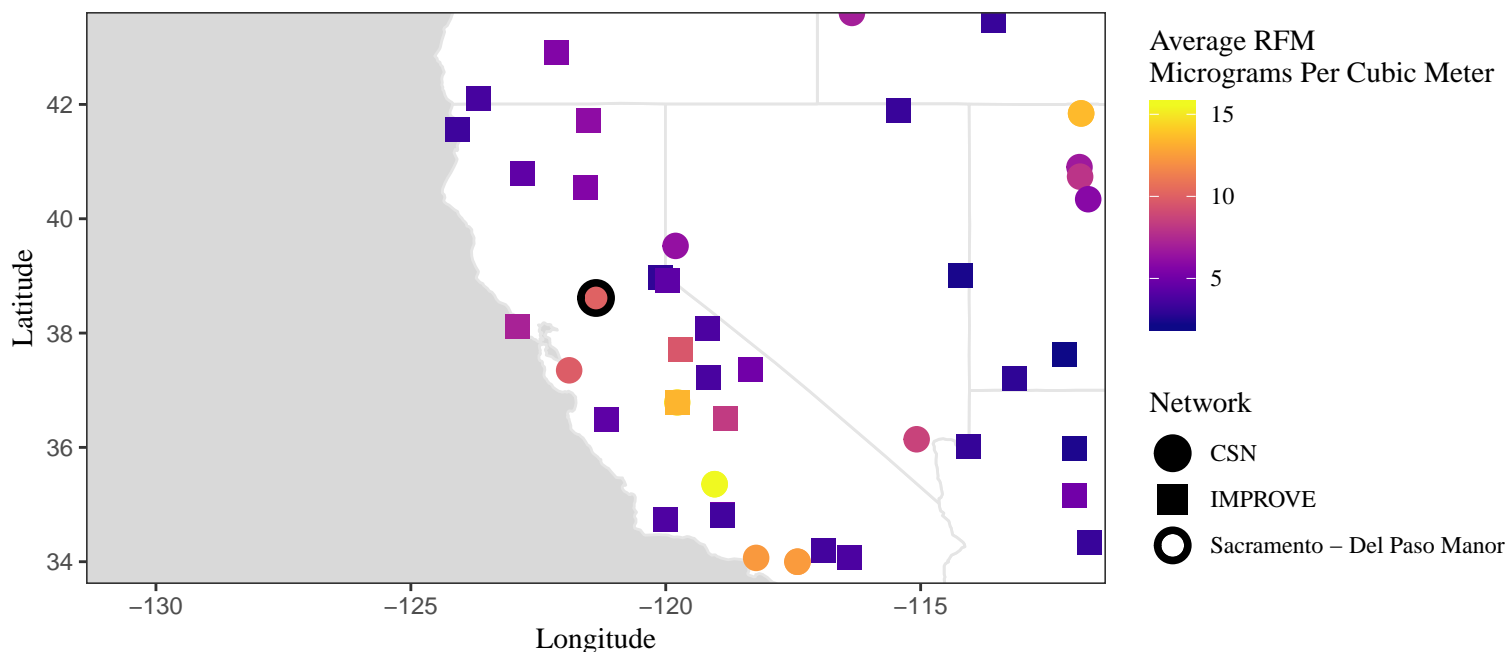 42
40
38
36
34
Latitude
−130
−125
−120
−115
Longitude
Average RFM
Micrograms Per Cubic Meter
15
10
5
Network
CSN
IMPROVE
Sacramento − Del Paso Manor